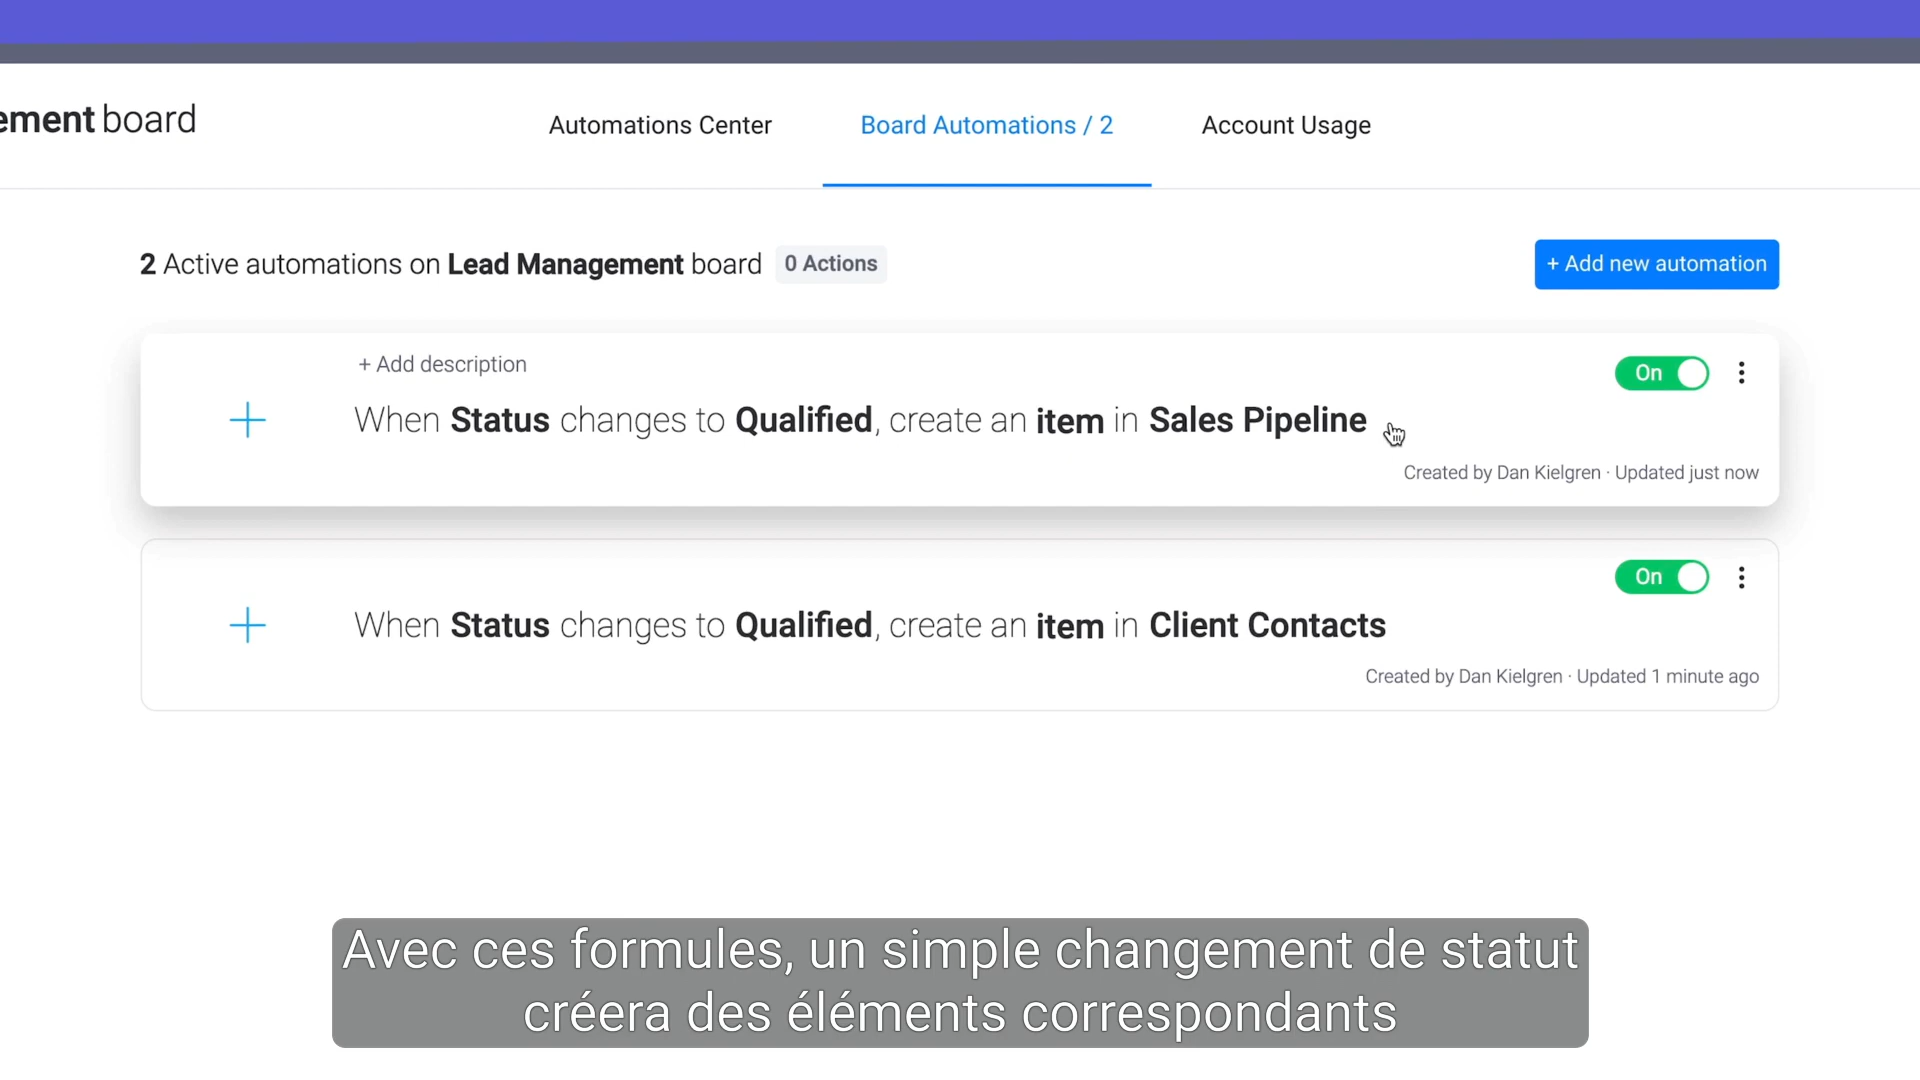 ement board
Automations Center
Board Automations / 2
Account Usage
2 Active automations on Lead Management board
0 Actions
+ Add new automation
+ Add description
On
When Status changes to Qualified, create an item in Sales Pipeline
Created by Dan Kielgren · Updated just now
On
When Status changes to Qualified, create an item in Client Contacts
Created by Dan Kielgren · Updated 1 minute ago
Avec ces formules, un simple changement de statut
créera des éléments correspondants